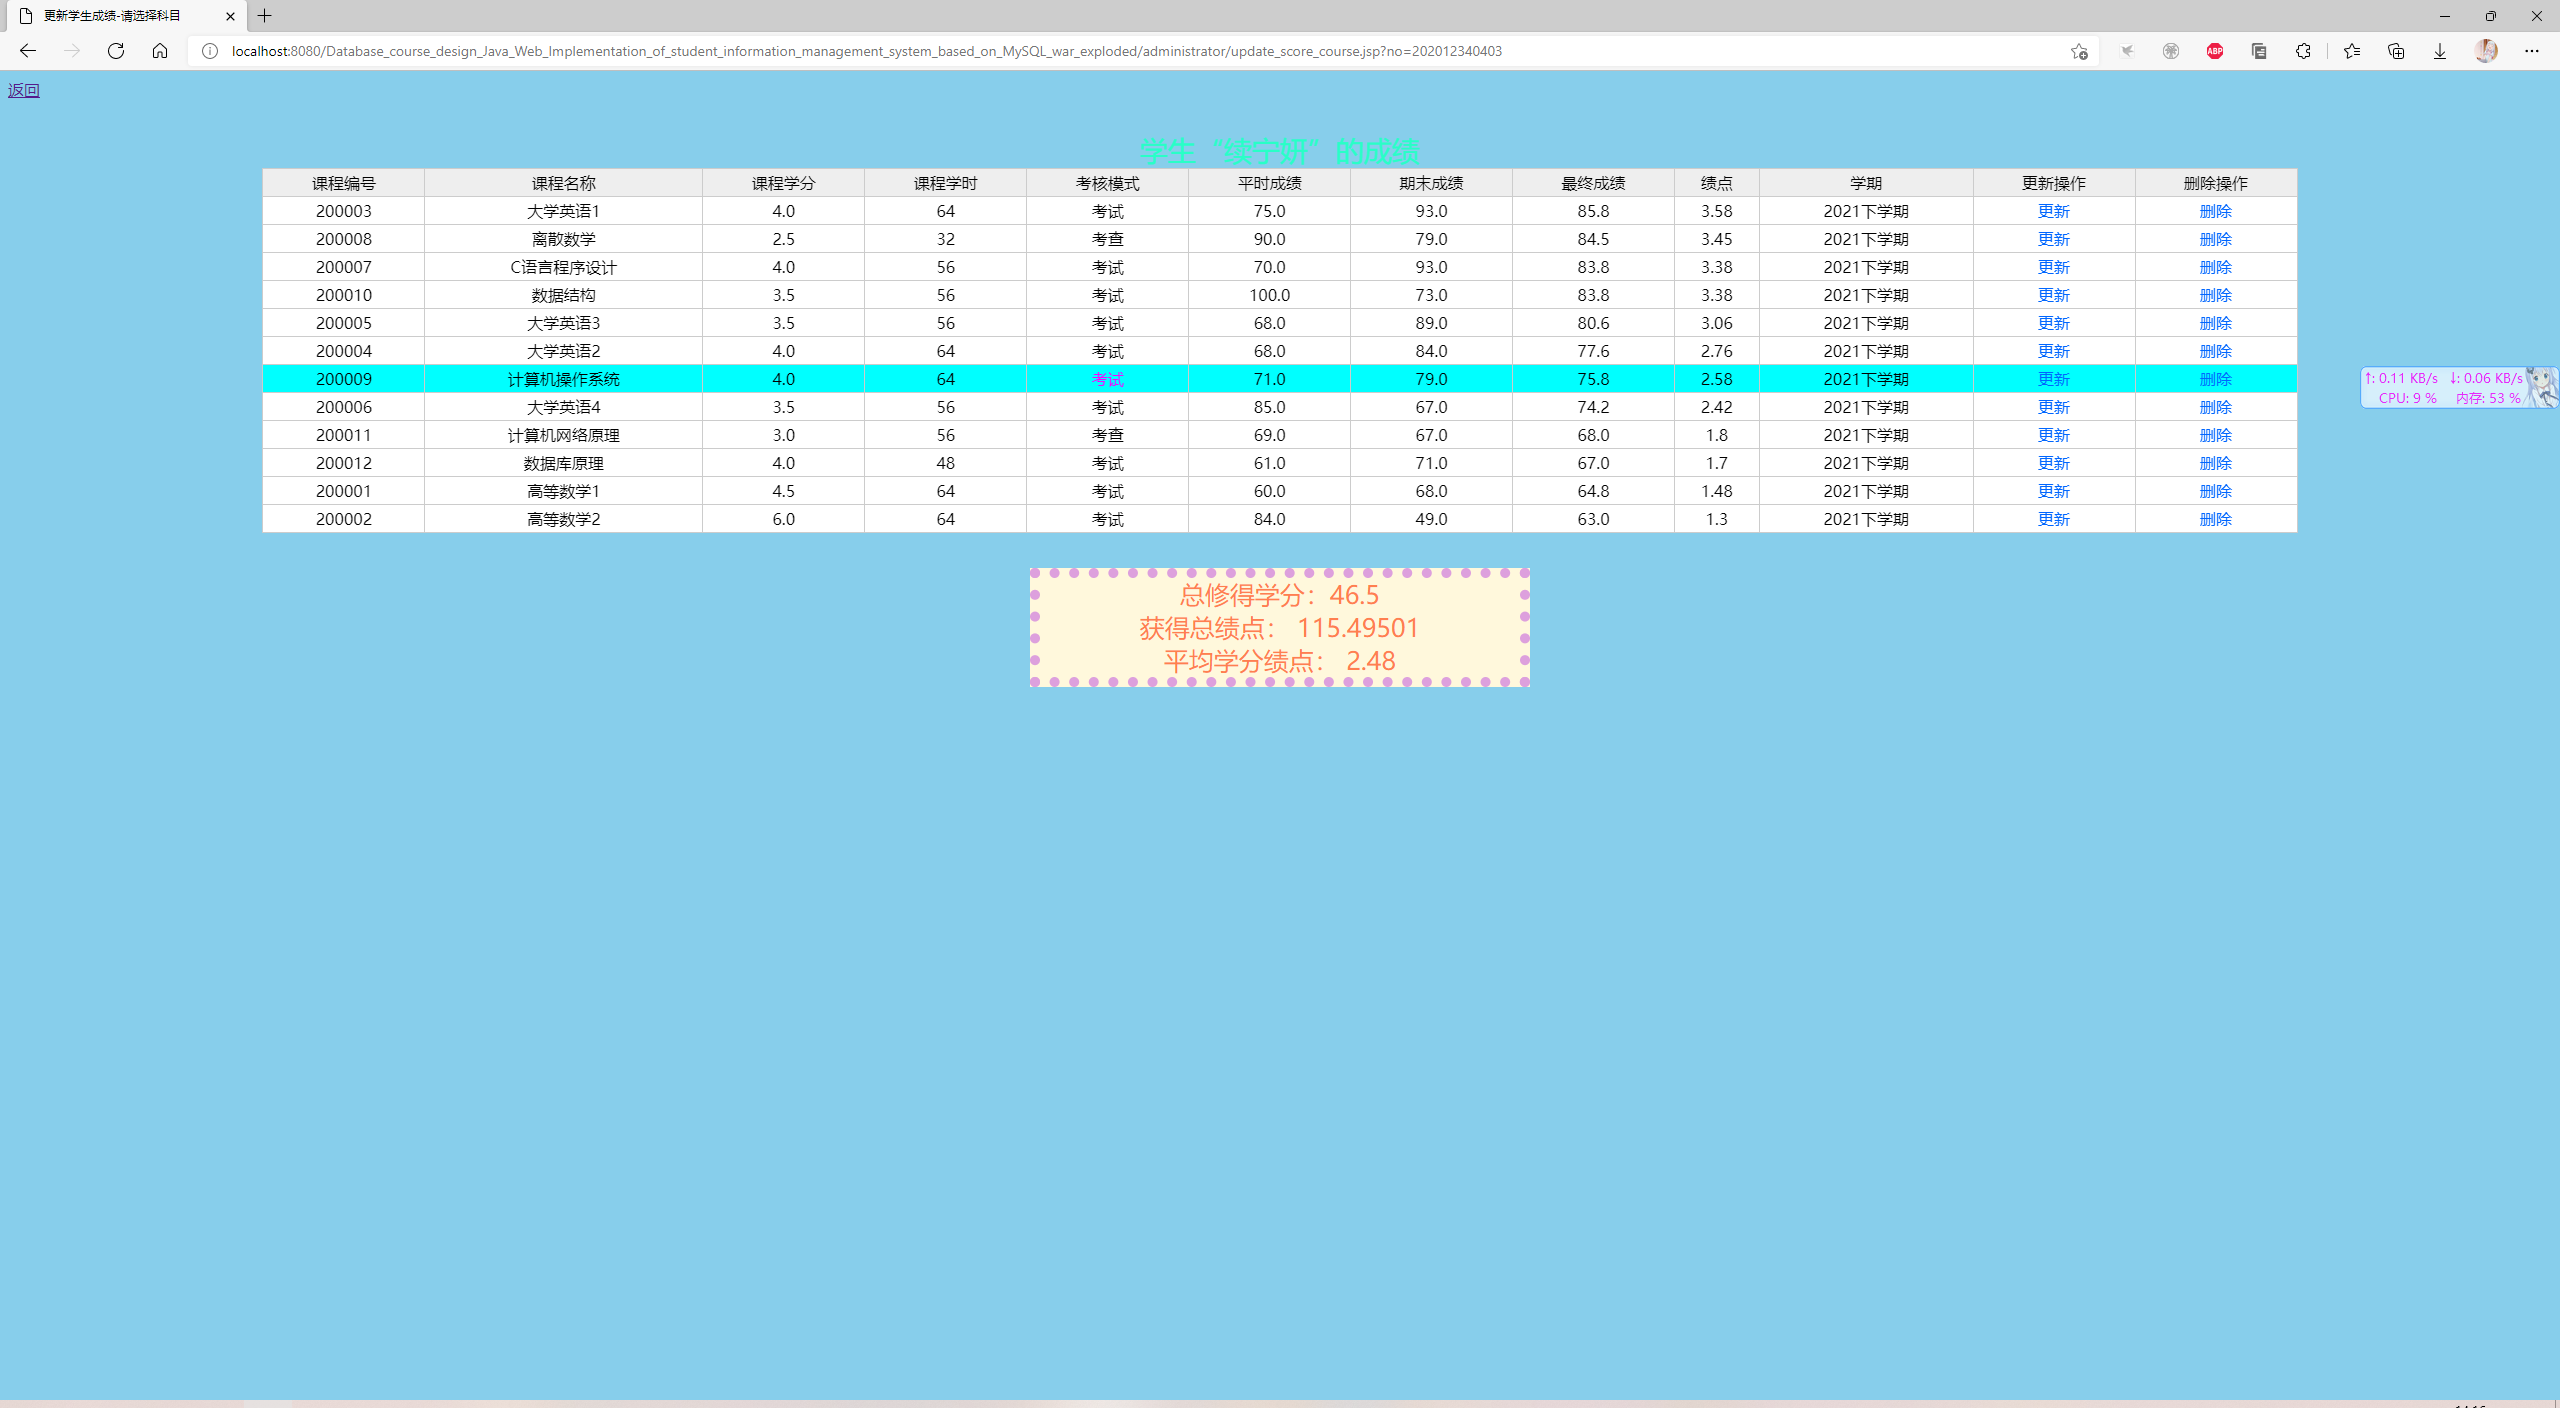 更新学生成绩-请选择科目
localhost:8080/Database_course_design_Java_Web_Implementation_of_student_information_management_system_based_on_MySQL_war_exploded/administrator/update_score_course.jsp?no=202012340403
ABP
返回
学生“续宁妍”的成绩
课程编号 课程名称 课程学分 课程学时 考核模式 平时成绩 期末成绩 最终成绩 绩点 学期 更新操作 删除操作
200003 大学英语1 4.0 64 考试 75.0 93.0 85.8 3.58 2021下学期 更新 删除
200008 离散数学 2.5 32 考查 90.0 79.0 84.5 3.45 2021下学期 更新 删除
200007 C语言程序设计 4.0 56 考试 70.0 93.0 83.8 3.38 2021下学期 更新 删除
200010 数据结构 3.5 56 考试 100.0 73.0 83.8 3.38 2021下学期 更新 删除
200005 大学英语3 3.5 56 考试 68.0 89.0 80.6 3.06 2021下学期 更新 删除
200004 大学英语2 4.0 64 考试 68.0 84.0 77.6 2.76 2021下学期 更新 删除
200009 计算机操作系统 4.0 64 考试 71.0 79.0 75.8 2.58 2021下学期 更新 删除
↑: 0.11 KB/s ↓: 0.06 KB/s
CPU: 9 % 内存: 53 %
200006 大学英语4 3.5 56 考试 85.0 67.0 74.2 2.42 2021下学期 更新 删除
200011 计算机网络原理 3.0 56 考查 69.0 67.0 68.0 1.8 2021下学期 更新 删除
200012 数据库原理 4.0 48 考试 61.0 71.0 67.0 1.7 2021下学期 更新 删除
200001 高等数学1 4.5 64 考试 60.0 68.0 64.8 1.48 2021下学期 更新 删除
200002 高等数学2 6.0 64 考试 84.0 49.0 63.0 1.3 2021下学期 更新 删除
总修得学分：46.5
获得总绩点： 115.49501
平均学分绩点： 2.48